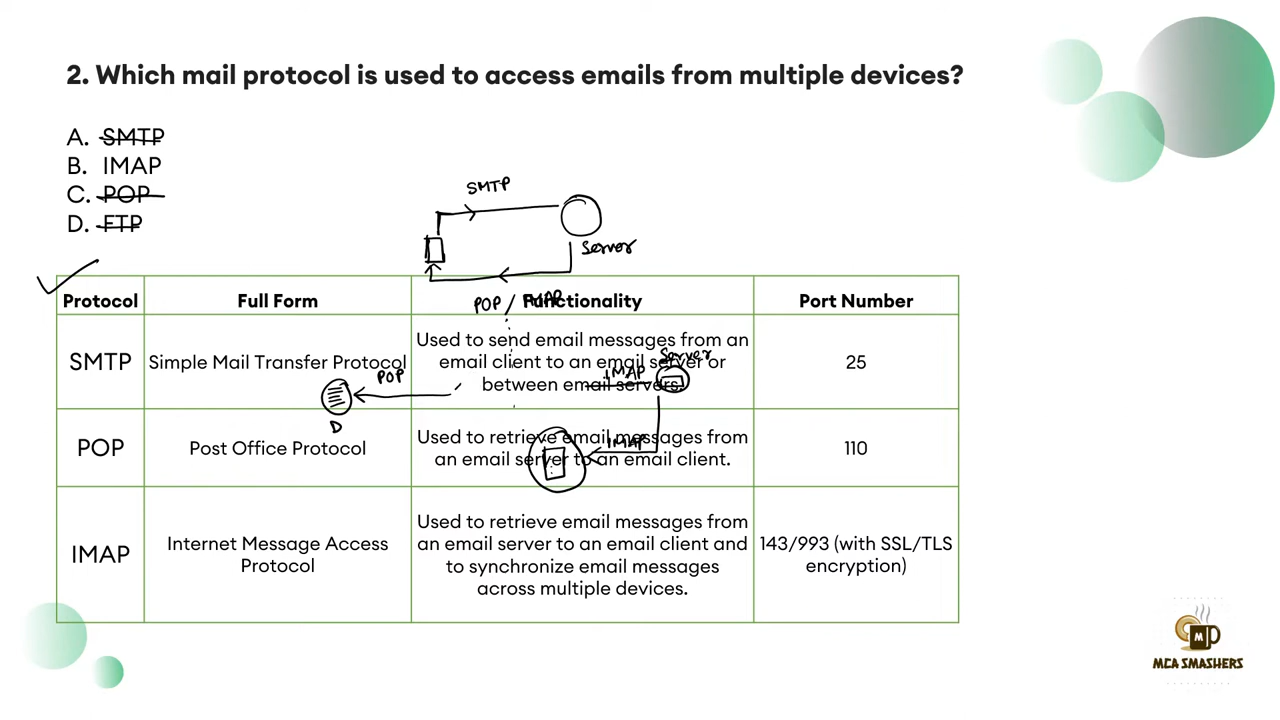 2. Which mail protocol is used to access emails from multiple devices?
A. SMTP
B. IMAP
C. POP
D. FTP
SMTP
Server
POP / IMAP
Protocol Full Form Functionality Port Number
SMTP Simple Mail Transfer Protocol Used to send email messages from an email client to an email server or between email servers. 25
Server
IMAP
POP
D
IMAP
POP Post Office Protocol Used to retrieve email messages from an email server to an email client. 110
IMAP Internet Message Access Protocol Used to retrieve email messages from an email server to an email client and to synchronize email messages across multiple devices. 143/993 (with SSL/TLS encryption)
M
MCA SMASHERS